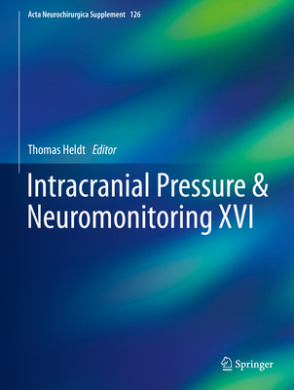 Acta Neurochirurgica Supplement 126
Thomas Heldt Editor
Intracranial Pressure &
Neuromonitoring XVI
Springer